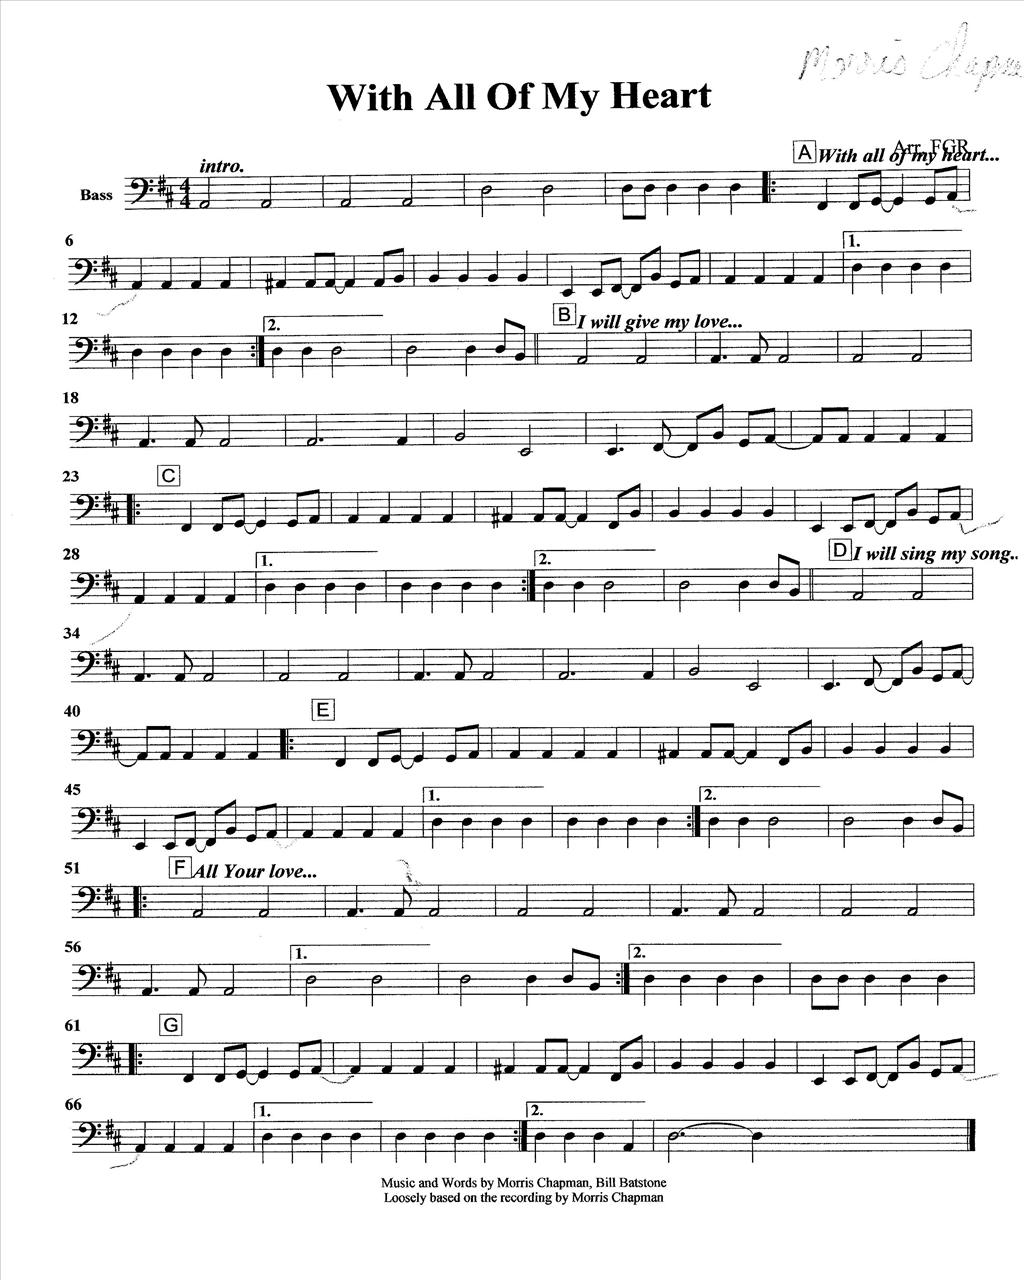 Morris Chapman
With All Of My Heart
Arr. FGR
intro.
A With all of my heart...
Bass
6
1.
12
2.
B I will give my love...
18
23
C
28
1.
2.
D I will sing my song..
34
40
E
45
1.
2.
51
F All Your love...
56
1.
2.
61
G
66
1.
2.
Music and Words by Morris Chapman, Bill Batstone
Loosely based on the recording by Morris Chapman